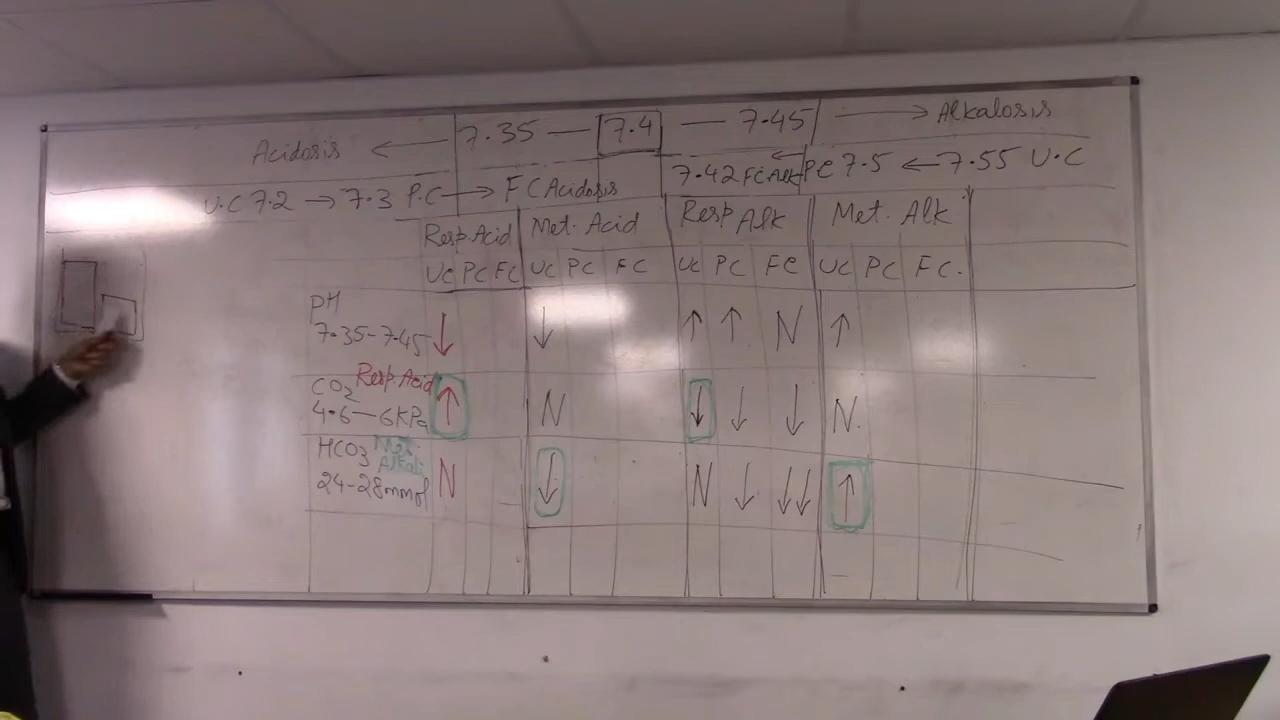 Acidosis ← 7.35 — 7.4 — 7.45 → Alkalosis
7.42 FC Alk ← PC 7.5 ← 7.55 U.C
U.C 7.2 → 7.3 P.C → FC Acidosis
Resp. Acid Met. Acid Resp Alk Met. Alk
UC PC FC UC PC FC UC PC FC UC PC FC.
PH
7.35-7.45 ↓ ↓ ↑ ↑ N ↑
CO2 Resp. Acid
4.6-6KPa ↑ N ↓ ↓ ↓ N.
HCO3 Met.
Alkali
24-28mmol N ↓ N ↓ ↓↓ ↑